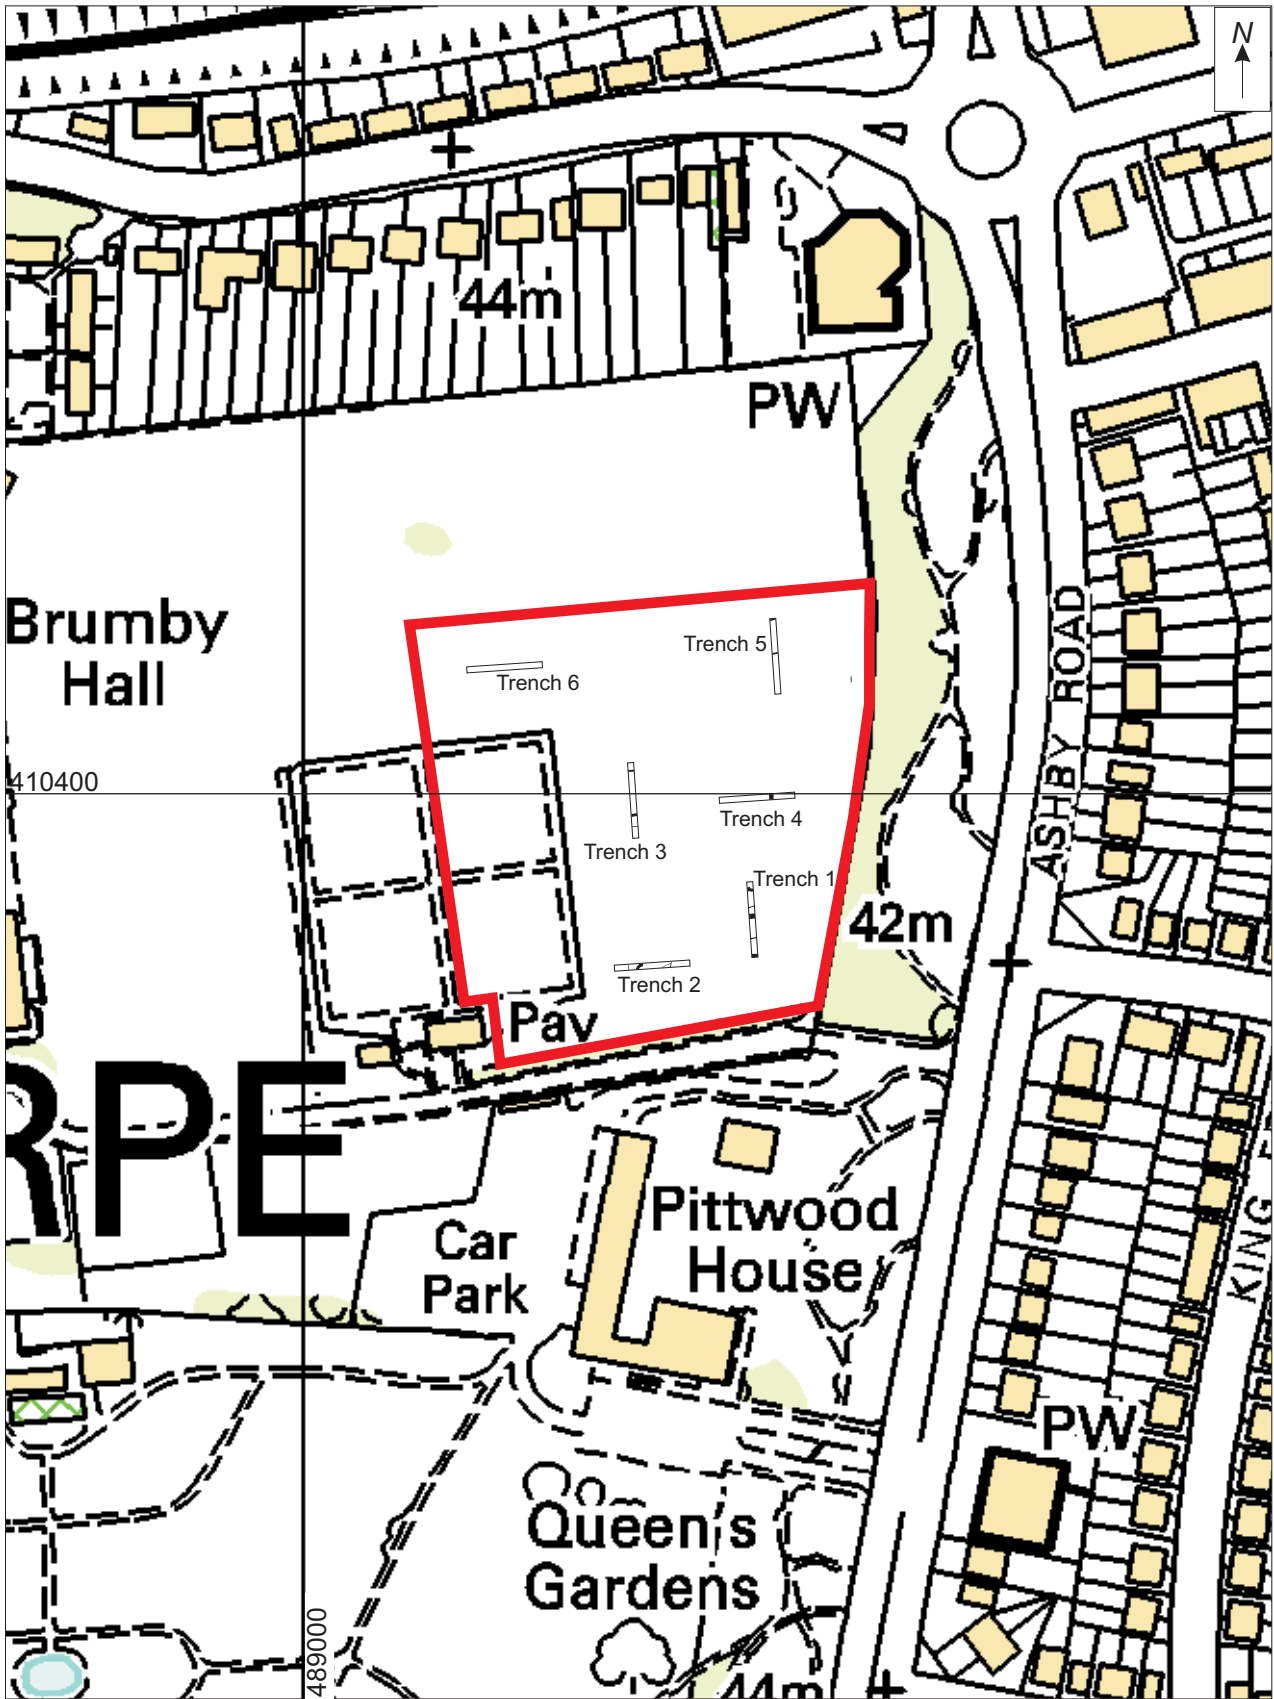 N
44m
PW
Brumby
Hall
Trench 5
Trench 6
ASHBY ROAD
410400
Trench 4
Trench 3
Trench 1
42m
Trench 2
Pav
RPE
Pittwood
House
Car
Park
KING
PW
Queen's
Gardens
489000
44m